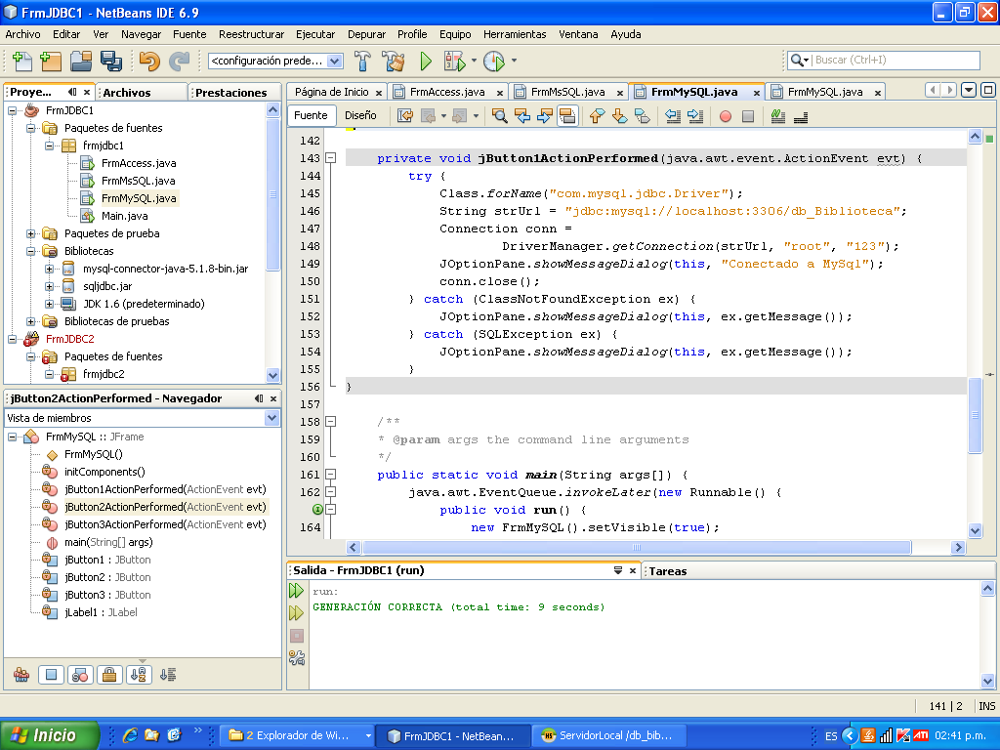 FrmJDBC1 - NetBeans IDE 6.9
Archivo Editar Ver Navegar Fuente Reestructurar Ejecutar Depurar Profile Equipo Herramientas Ventana Ayuda
<configuración prede... Buscar (Ctrl+I)
Proye... Archivos Prestaciones
FrmJDBC1
Paquetes de fuentes
frmjdbc1
FrmAccess.java
FrmMsSQL.java
FrmMySQL.java
Main.java
Paquetes de prueba
Bibliotecas
mysql-connector-java-5.1.8-bin.jar
sqljdbc.jar
JDK 1.6 (predeterminado)
Bibliotecas de pruebas
FrmJDBC2
Paquetes de fuentes
frmjdbc2
jButton2ActionPerformed - Navegador
Vista de miembros
FrmMySQL :: JFrame
FrmMySQL()
initComponents()
jButton1ActionPerformed(ActionEvent evt)
jButton2ActionPerformed(ActionEvent evt)
jButton3ActionPerformed(ActionEvent evt)
main(String[] args)
jButton1 : JButton
jButton2 : JButton
jButton3 : JButton
jLabel1 : JLabel
Página de Inicio FrmAccess.java FrmMsSQL.java FrmMySQL.java FrmMySQL.java
Fuente Diseño
142
143 private void jButton1ActionPerformed(java.awt.event.ActionEvent evt) {
144 try {
145 Class.forName("com.mysql.jdbc.Driver");
146 String strUrl = "jdbc:mysql://localhost:3306/db_Biblioteca";
147 Connection conn =
148 DriverManager.getConnection(strUrl, "root", "123");
149 JOptionPane.showMessageDialog(this, "Conectado a MySql");
150 conn.close();
151 } catch (ClassNotFoundException ex) {
152 JOptionPane.showMessageDialog(this, ex.getMessage());
153 } catch (SQLException ex) {
154 JOptionPane.showMessageDialog(this, ex.getMessage());
155 }
156 }
157
158 /**
159 * @param args the command line arguments
160 */
161 public static void main(String args[]) {
162 java.awt.EventQueue.invokeLater(new Runnable() {
public void run() {
164 new FrmMySQL().setVisible(true);
Salida - FrmJDBC1 (run) Tareas
run:
GENERACIÓN CORRECTA (total time: 9 seconds)
141 | 2 INS
Inicio 2 Explorador de Wi... FrmJDBC1 - NetBean... ServidorLocal /db_bib... ES 02:41 p.m.